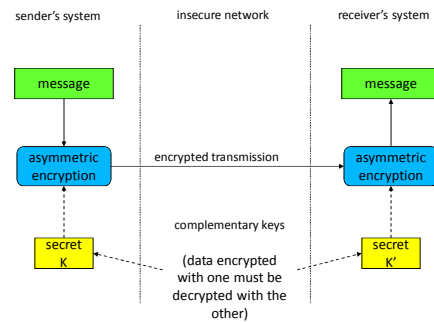 sender's system
insecure network
receiver's system
message
message
asymmetric
encryption
encrypted transmission
asymmetric
encryption
complementary keys
secret
K
(data encrypted
with one must be
decrypted with the
other)
secret
K'